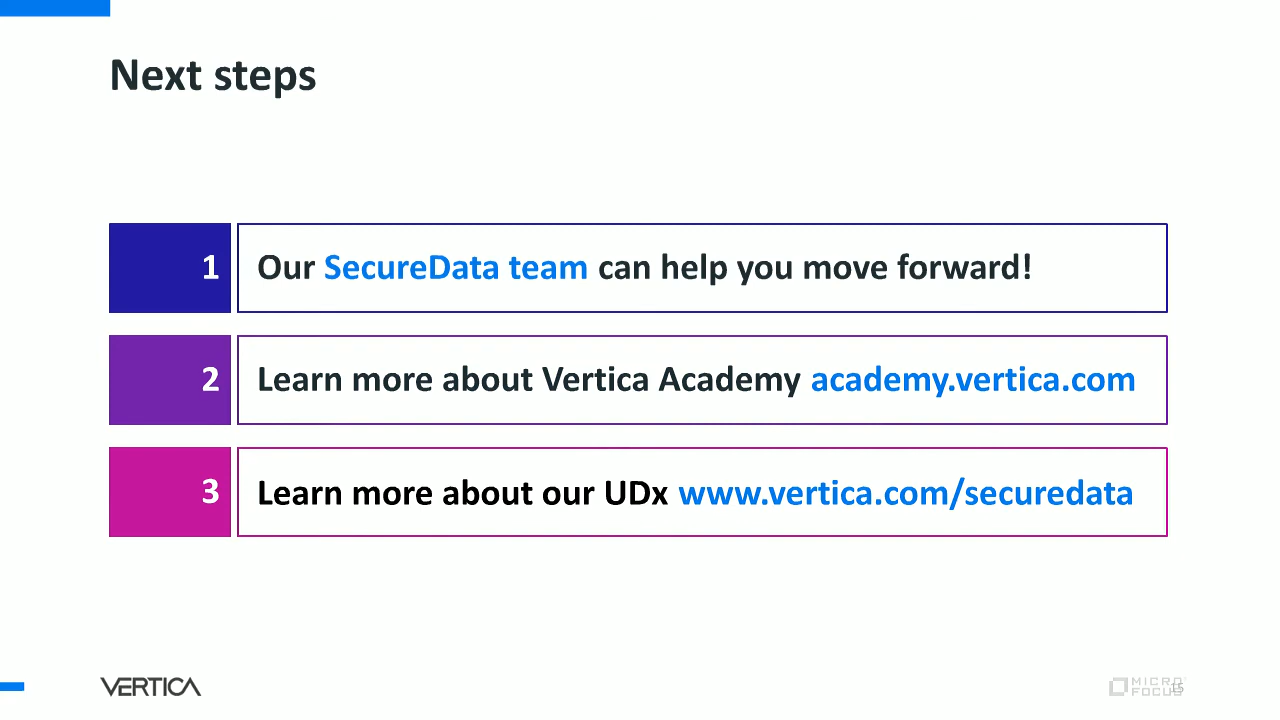 Next steps
1
Our SecureData team can help you move forward!
2
Learn more about Vertica Academy academy.vertica.com
3
Learn more about our UDx www.vertica.com/securedata
VERTICA
MICRO
FOCUS
15